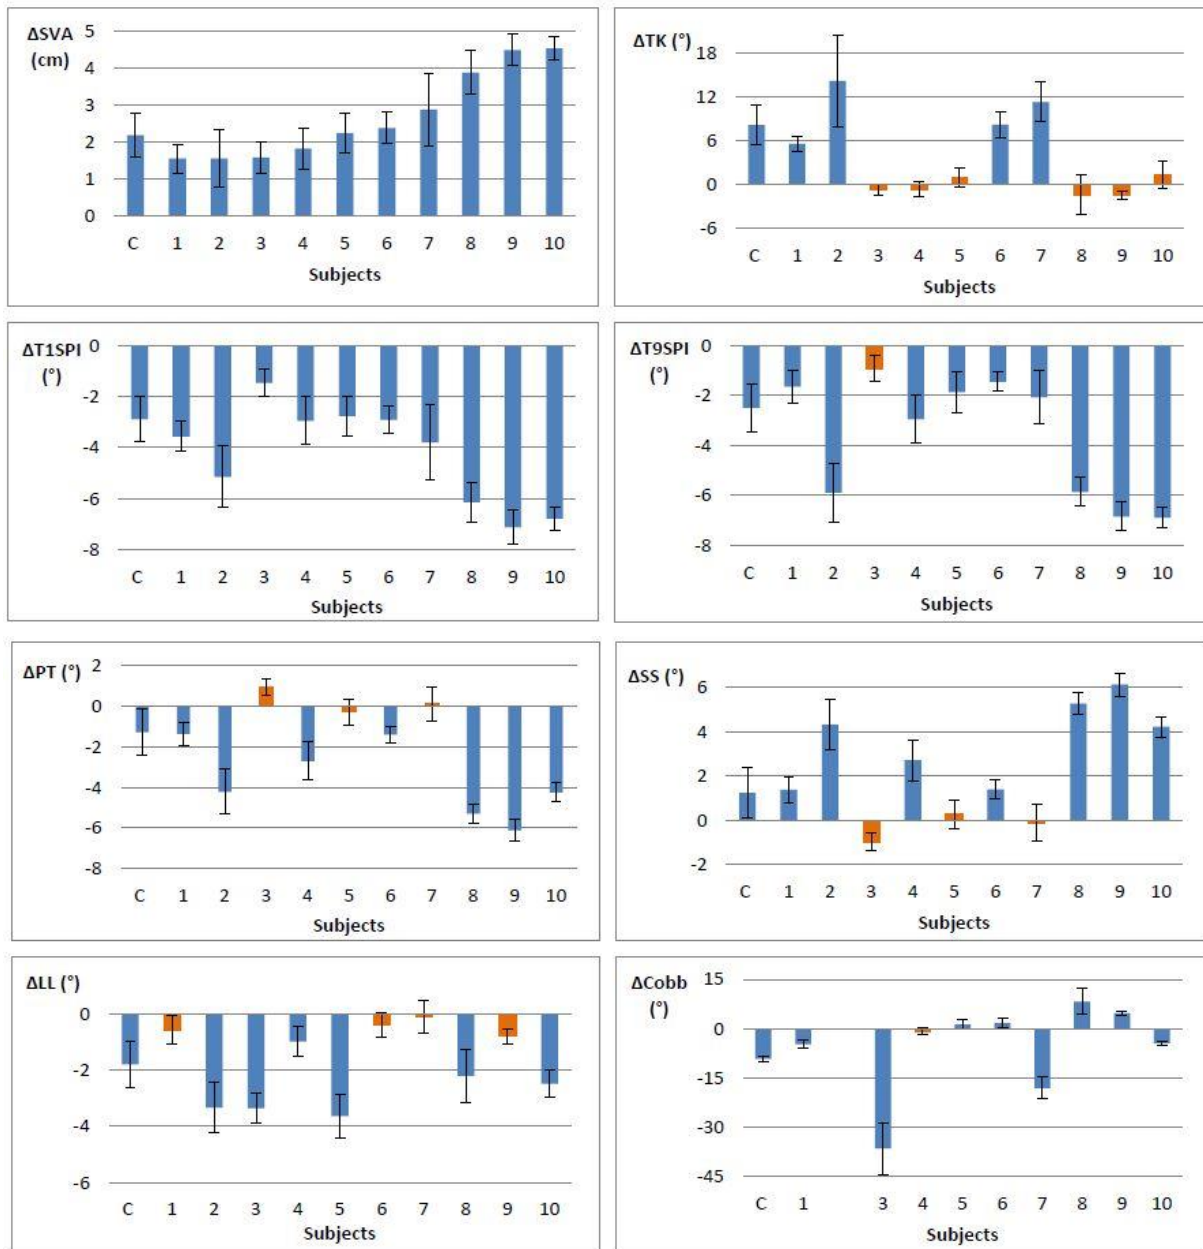 ΔSVA
(cm)
5
4
3
2
1
0
C 1 2 3 4 5 6 7 8 9 10
Subjects
ΔTK (°)
18
12
6
0
-6
C 1 2 3 4 5 6 7 8 9 10
Subjects
ΔT1SPI
(°)
0
-2
-4
-6
-8
C 1 2 3 4 5 6 7 8 9 10
Subjects
ΔT9SPI
(°)
0
-2
-4
-6
-8
C 1 2 3 4 5 6 7 8 9 10
Subjects
ΔPT (°)
2
0
-2
-4
-6
-8
C 1 2 3 4 5 6 7 8 9 10
Subjects
ΔSS (°)
6
4
2
0
-2
C 1 2 3 4 5 6 7 8 9 10
Subjects
ΔLL (°)
0
-2
-4
-6
C 1 2 3 4 5 6 7 8 9 10
Subjects
ΔCobb
(°)
15
0
-15
-30
-45
C 1 3 4 5 6 7 8 9 10
Subjects